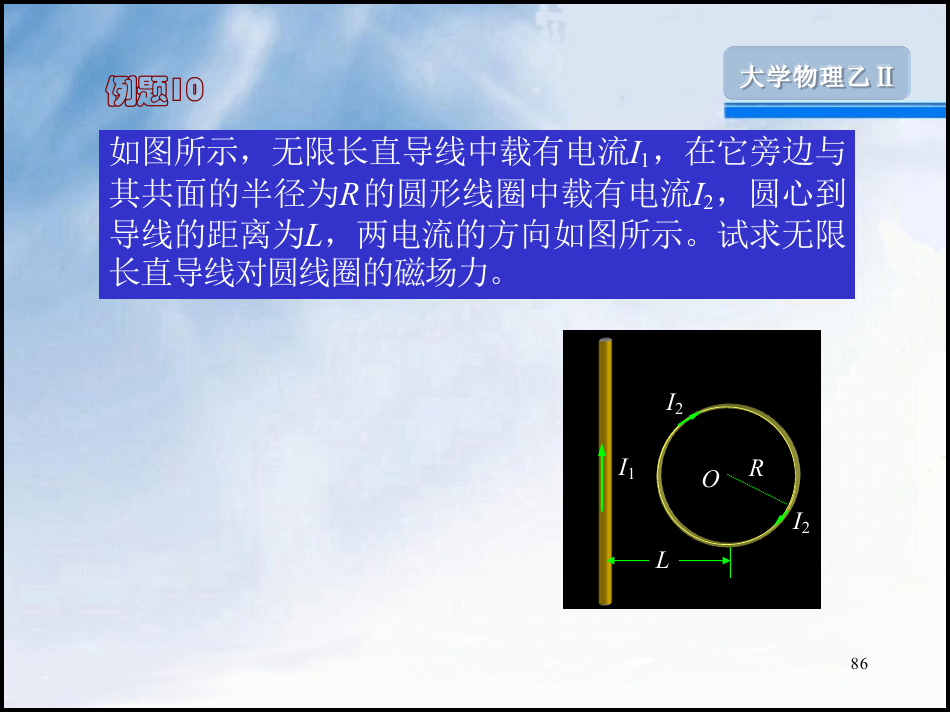 例题10
大学物理乙Ⅱ
如图所示，无限长直导线中载有电流I1，在它旁边与
其共面的半径为R的圆形线圈中载有电流I2，圆心到
导线的距离为L，两电流的方向如图所示。试求无限
长直导线对圆线圈的磁场力。
I2
I1
O
R
I2
L
86